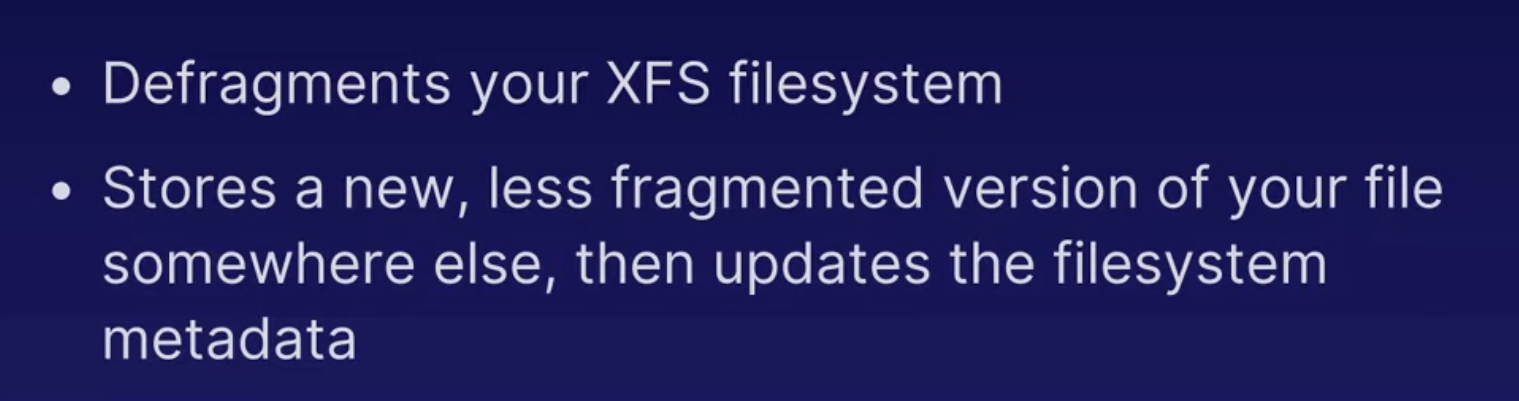 • Defragments your XFS filesystem
• Stores a new, less fragmented version of your file
somewhere else, then updates the filesystem
metadata